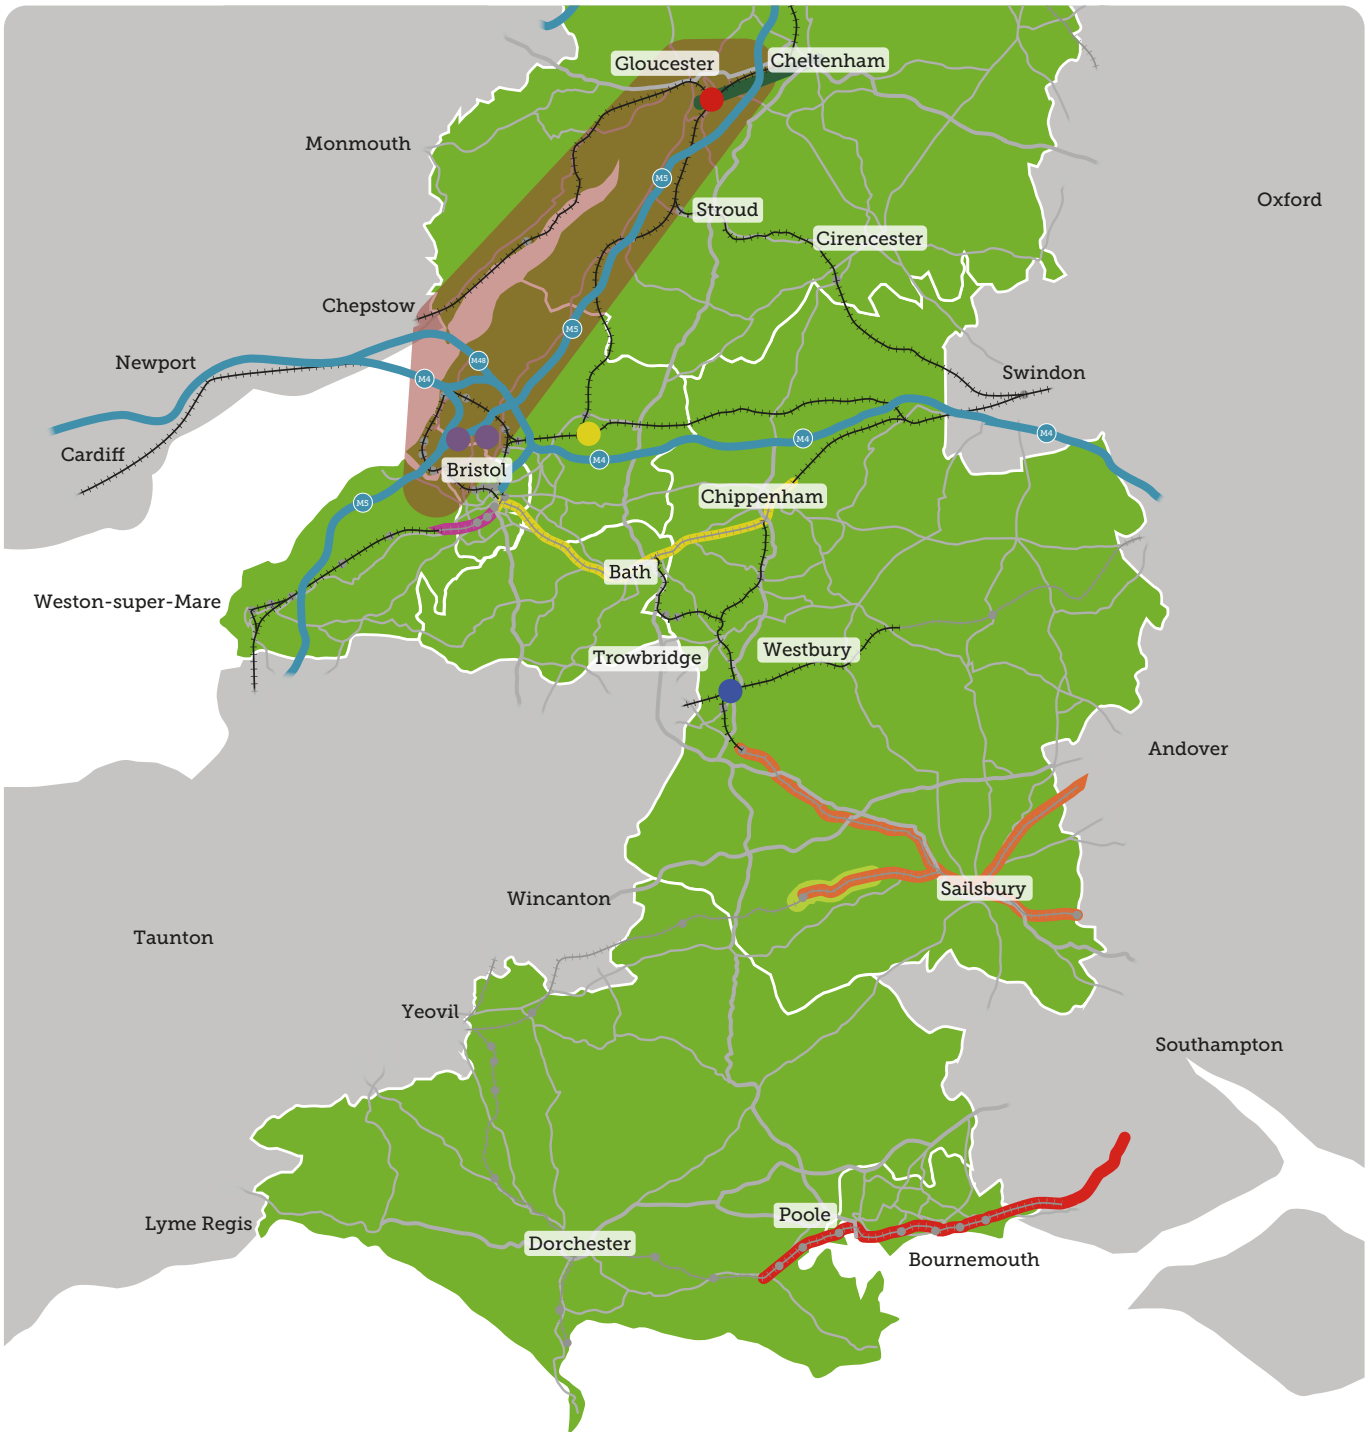 Gloucester
Cheltenham
Monmouth
M5
Oxford
Stroud
Cirencester
Chepstow
M5
Newport
M48
M4
Swindon
Cardiff
M4
M4
M4
Bristol
M5
Chippenham
Bath
Weston-super-Mare
Trowbridge
Westbury
Andover
Sailsbury
Wincanton
Taunton
Yeovil
Southampton
Lyme Regis
Poole
Dorchester
Bournemouth